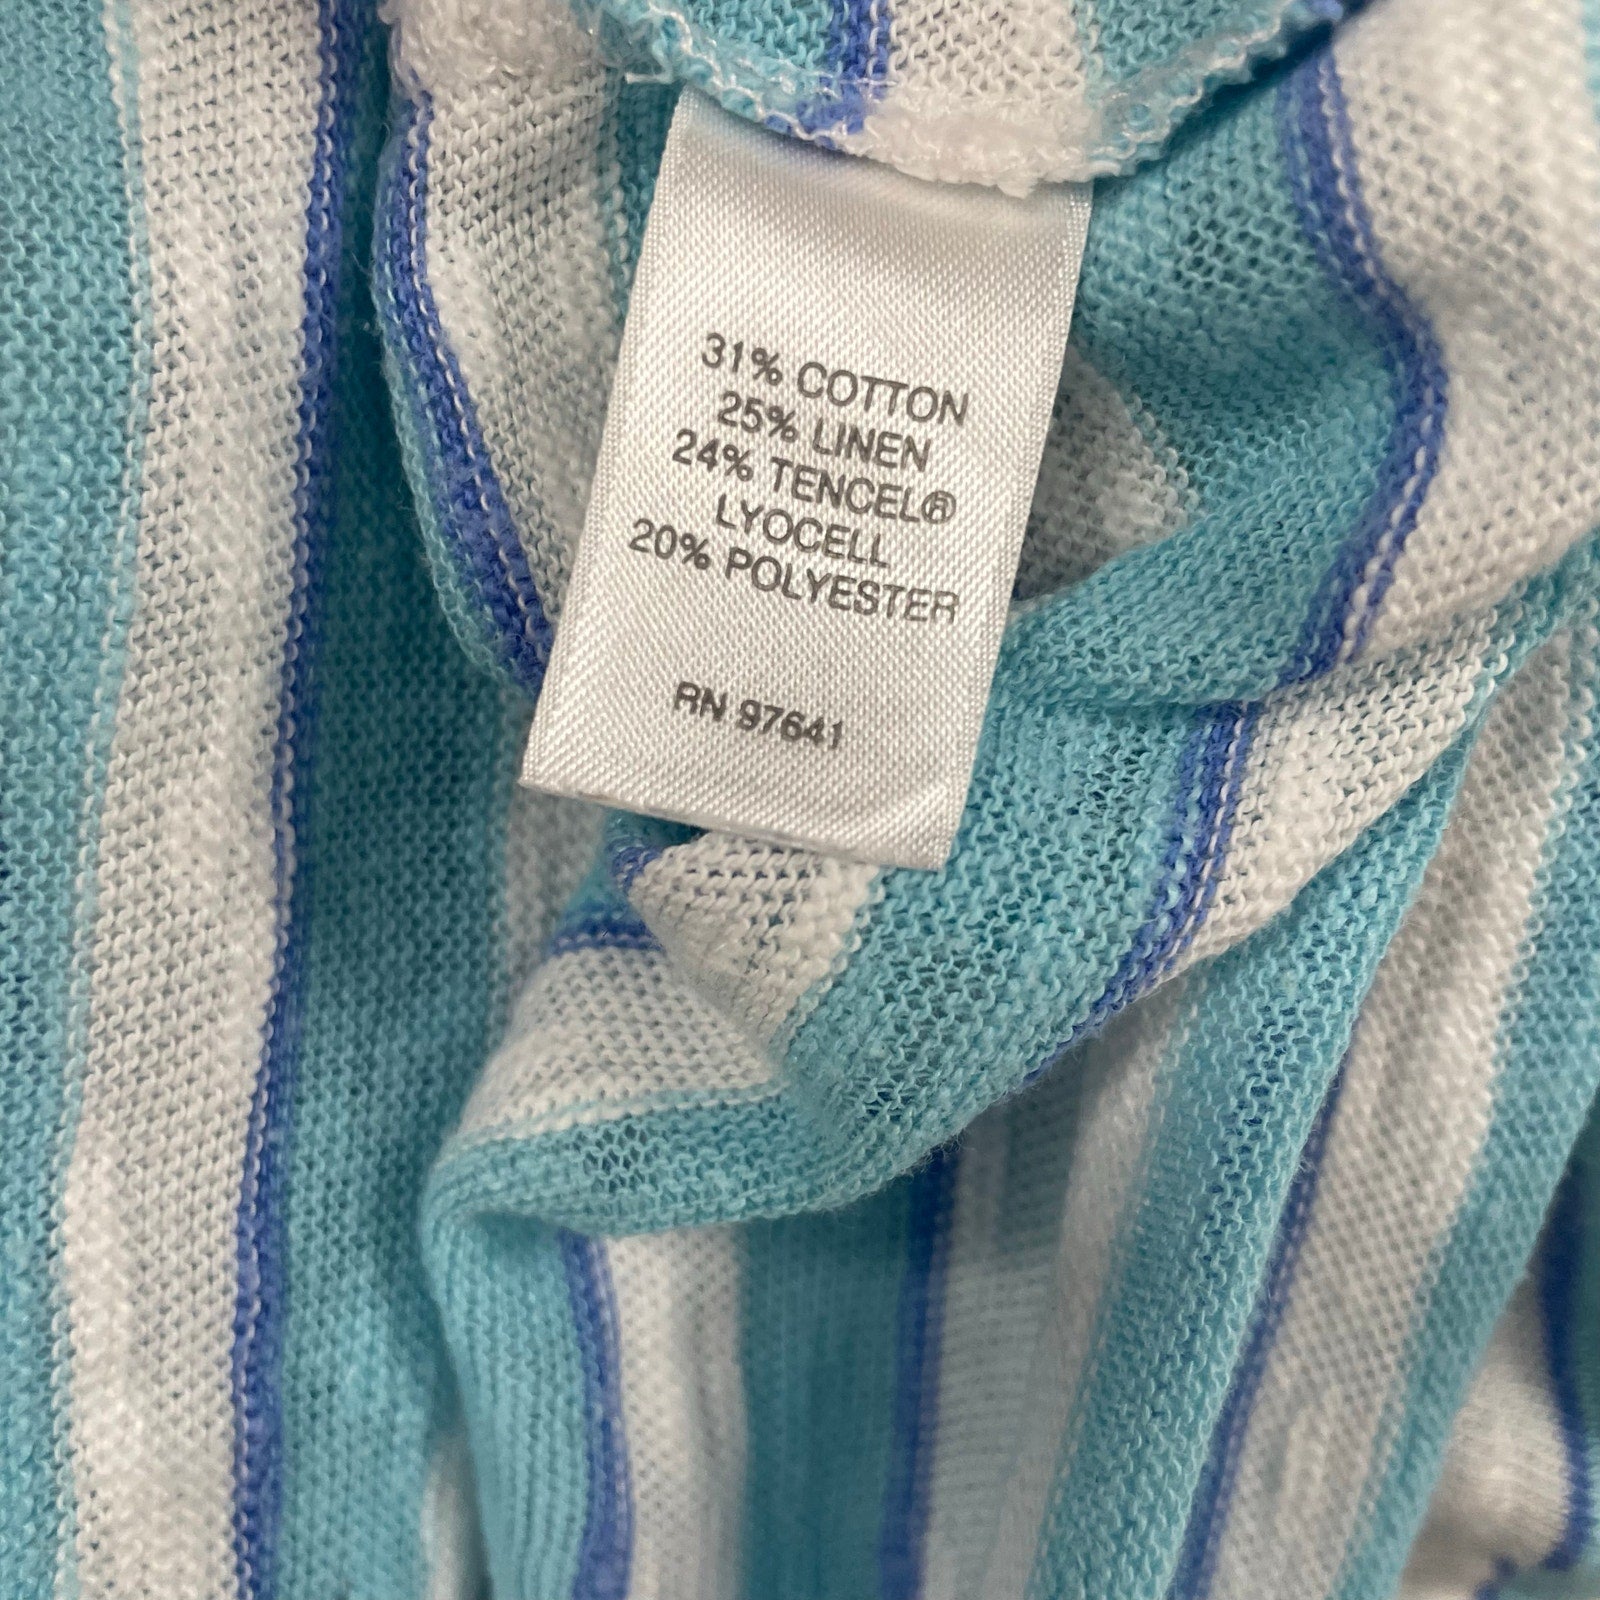 31% COTTON
25% LINEN
24% TENCEL®
LYOCELL
20% POLYESTER
RN 97641